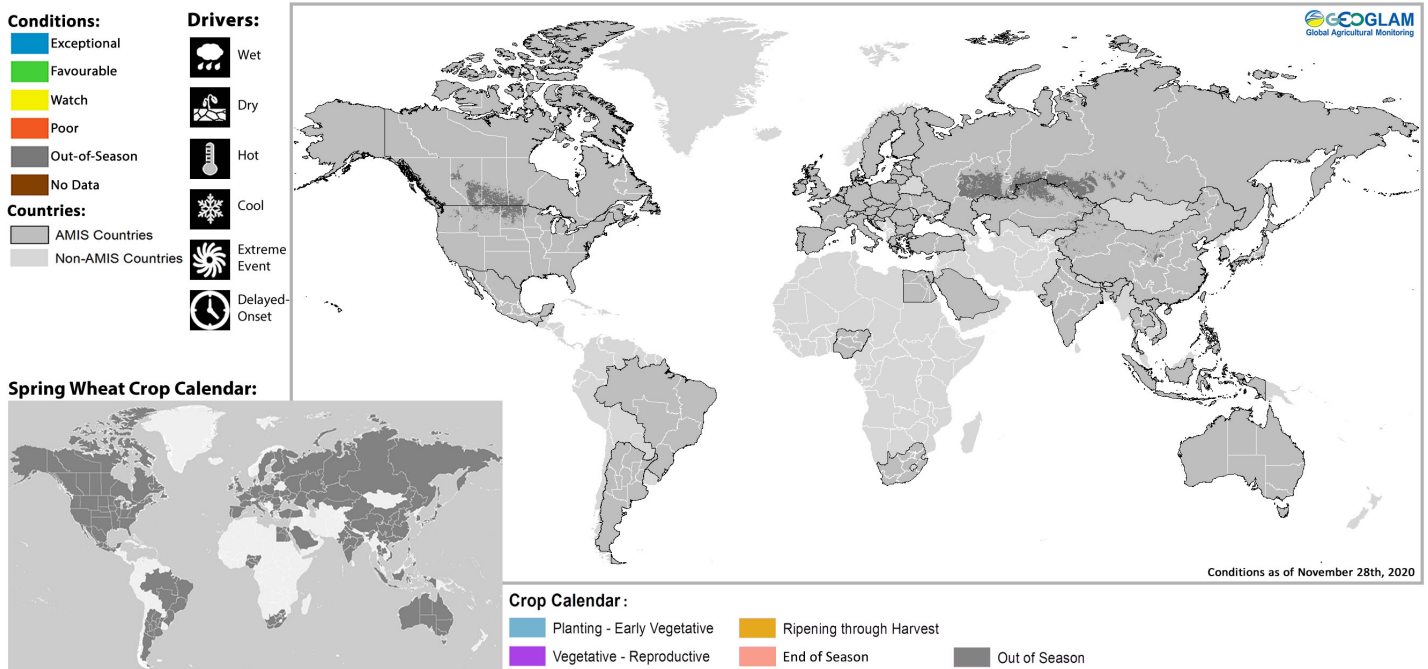 Conditions:
Exceptional
Favourable
Watch
Poor
Out-of-Season
No Data
Countries:
AMIS Countries
Non-AMIS Countries
Drivers:
Wet
Dry
Hot
Cool
Extreme
Event
Delayed-
Onset
GEOGLAM
Global Agricultural Monitoring
Conditions as of November 28th, 2020
Spring Wheat Crop Calendar:
Crop Calendar :
Planting - Early Vegetative
Ripening through Harvest
Vegetative - Reproductive
End of Season
Out of Season